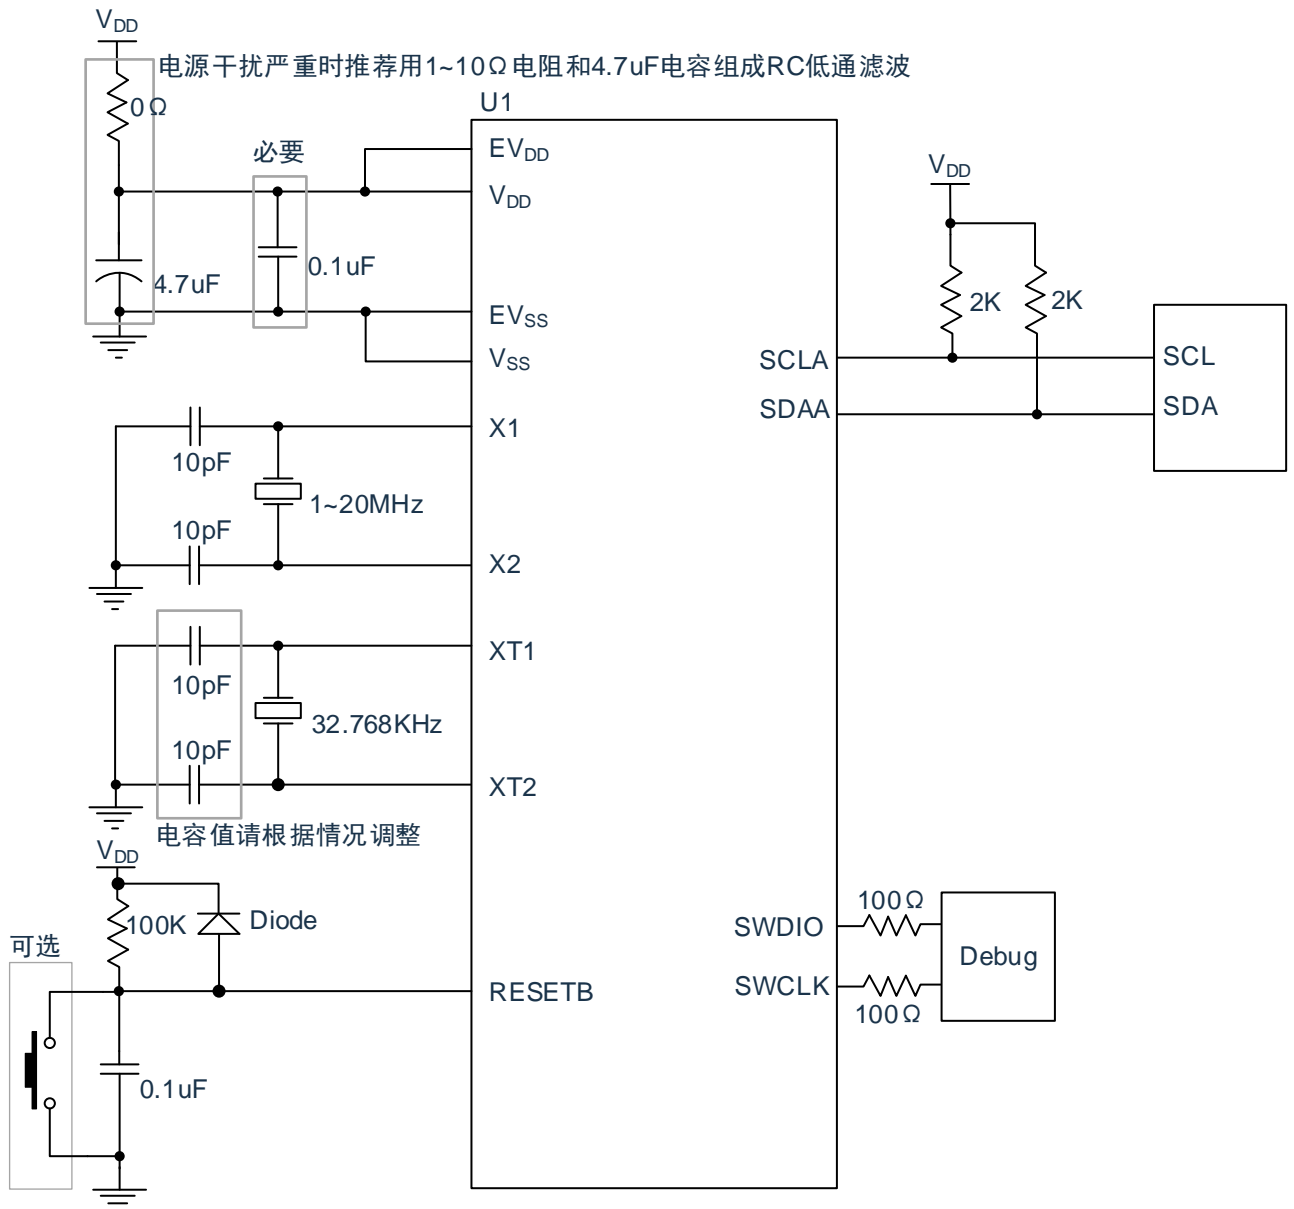 VDD
电源干扰严重时推荐用1~10Ω电阻和4.7uF电容组成RC低通滤波
0Ω
U1
必要
EVDD
VDD
0.1uF
4.7uF
EVSS
VSS
VDD
2K
2K
SCLA
SCL
SDAA
SDA
X1
10pF
1~20MHz
10pF
X2
XT1
10pF
32.768KHz
10pF
XT2
电容值请根据情况调整
VDD
100K
Diode
可选
RESETB
0.1uF
100Ω
SWDIO
Debug
SWCLK
100Ω